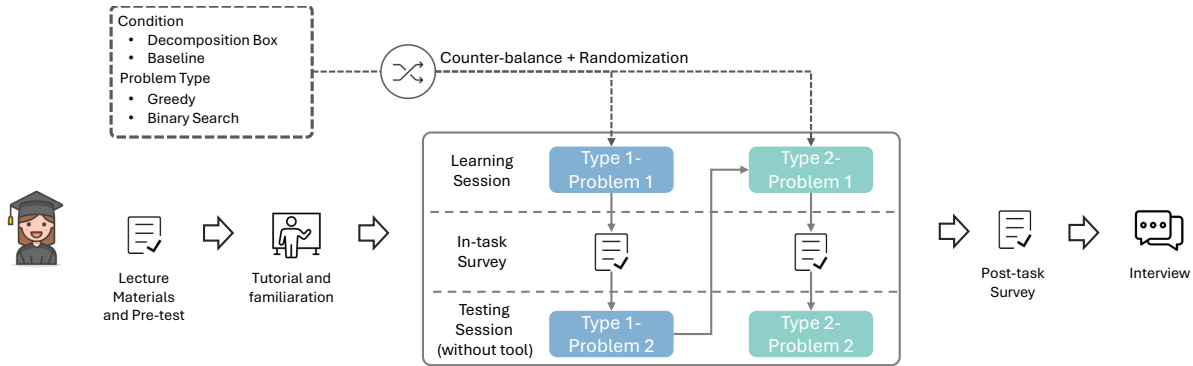 Condition
• Decomposition Box
• Baseline
Problem Type
• Greedy
• Binary Search
Counter-balance + Randomization
Learning
Session
Type 1-
Problem 1
Type 2-
Problem 1
In-task
Survey
Testing
Session
(without tool)
Type 1-
Problem 2
Type 2-
Problem 2
Lecture
Materials
and Pre-test
Tutorial and
familiaration
Post-task
Survey
Interview